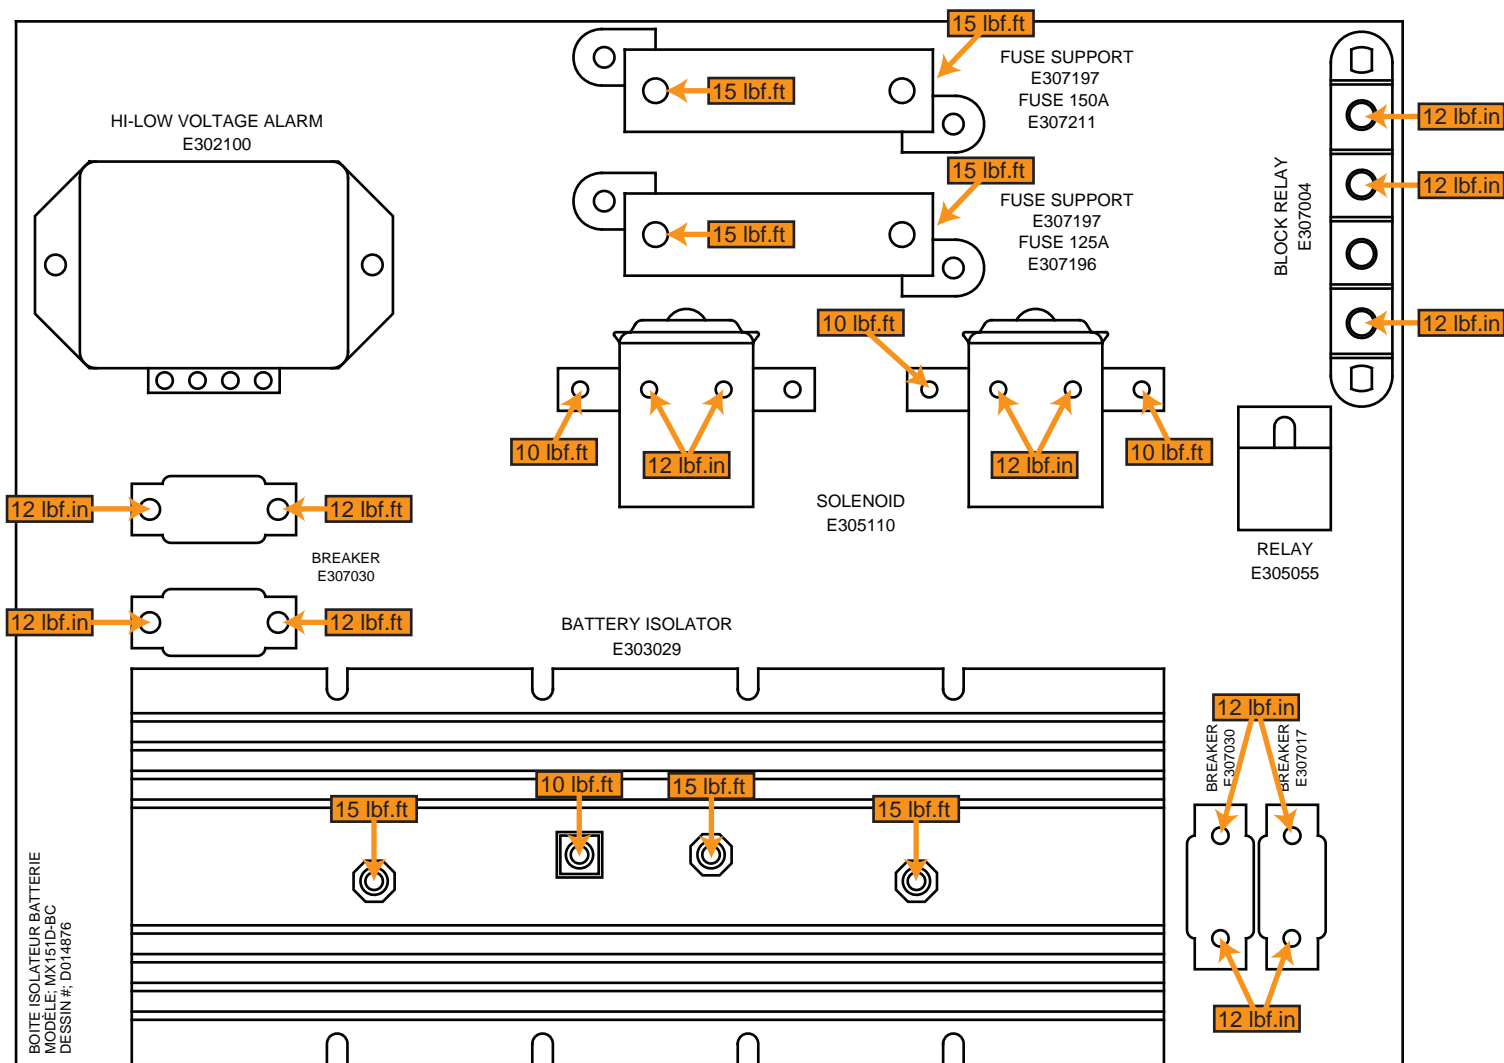 15 lbf.ft
FUSE SUPPORT
E307197
FUSE 150A
E307211
15 lbf.ft
HI-LOW VOLTAGE ALARM
E302100
12 lbf.in
12 lbf.in
12 lbf.in
BLOCK RELAY
E307004
15 lbf.ft
FUSE SUPPORT
E307197
FUSE 125A
E307196
15 lbf.ft
10 lbf.ft
10 lbf.ft
12 lbf.in
12 lbf.in
10 lbf.ft
SOLENOID
E305110
RELAY
E305055
12 lbf.in
12 lbf.ft
BREAKER
E307030
12 lbf.in
12 lbf.ft
BATTERY ISOLATOR
E303029
12 lbf.in
BREAKER
E307030
BREAKER
E307017
15 lbf.ft
10 lbf.ft
15 lbf.ft
15 lbf.ft
12 lbf.in
BOITE ISOLATEUR BATTERIE
MODÈLE; MX151D-BC
DESSIN #; D014876